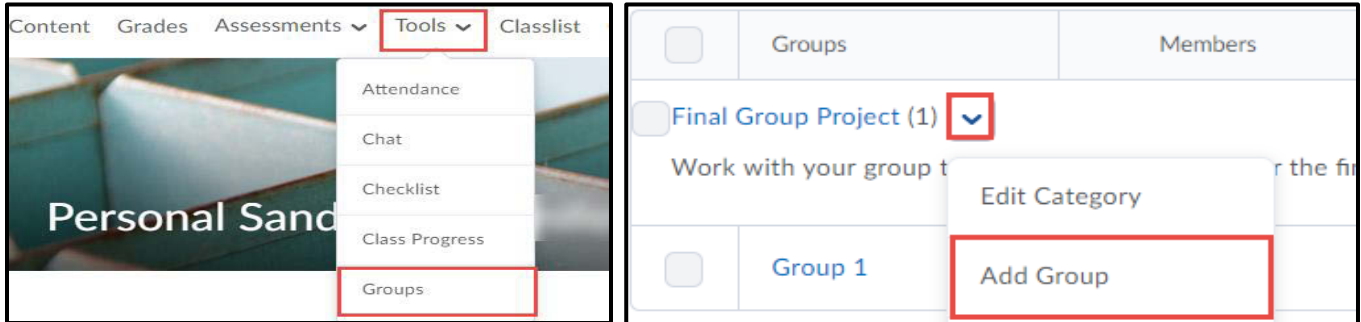 Content Grades Assessments Tools Classlist
Attendance
Chat
Checklist
Class Progress
Groups
Personal Sand
Groups Members
Final Group Project (1)
Work with your group t r the fi
Edit Category
Group 1
Add Group